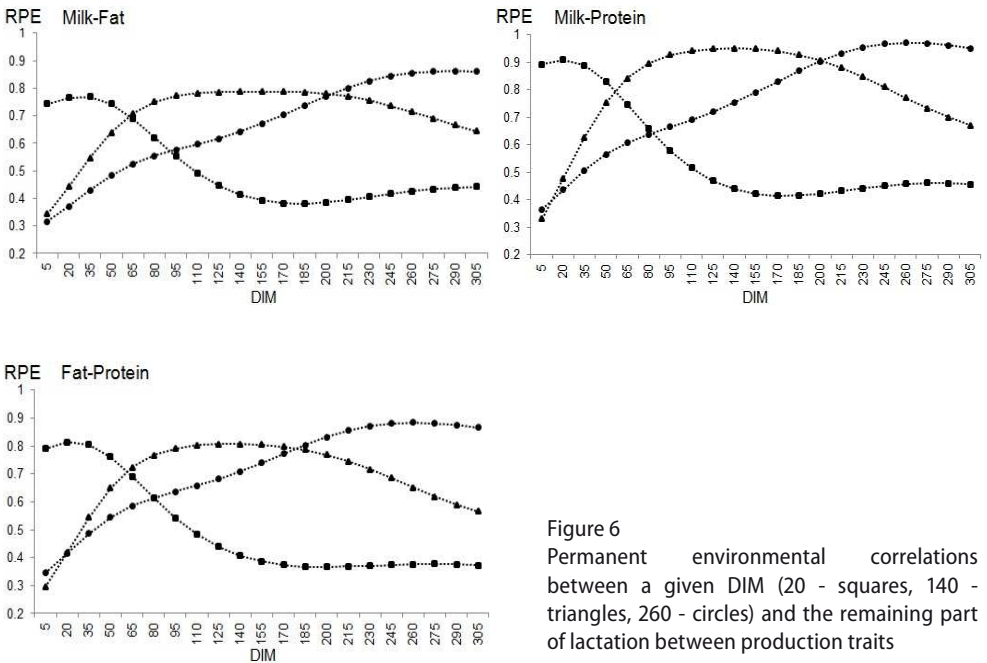 RPE Milk-Fat
1
0.9
0.8
0.7
0.6
0.5
0.4
0.3
0.2
5 20 35 50 65 80 95 110 125 140 155 170 185 200 215 230 245 260 275 290 305
DIM
RPE Milk-Protein
1
0.9
0.8
0.7
0.6
0.5
0.4
0.3
0.2
5 20 35 50 65 80 95 110 125 140 155 170 185 200 215 230 245 260 275 290 305
DIM
RPE Fat-Protein
1
0.9
0.8
0.7
0.6
0.5
0.4
0.3
0.2
5 20 35 50 65 80 95 110 125 140 155 170 185 200 215 230 245 260 275 290 305
DIM
Figure 6
Permanent environmental correlations
between a given DIM (20 - squares, 140 -
triangles, 260 - circles) and the remaining part
of lactation between production traits